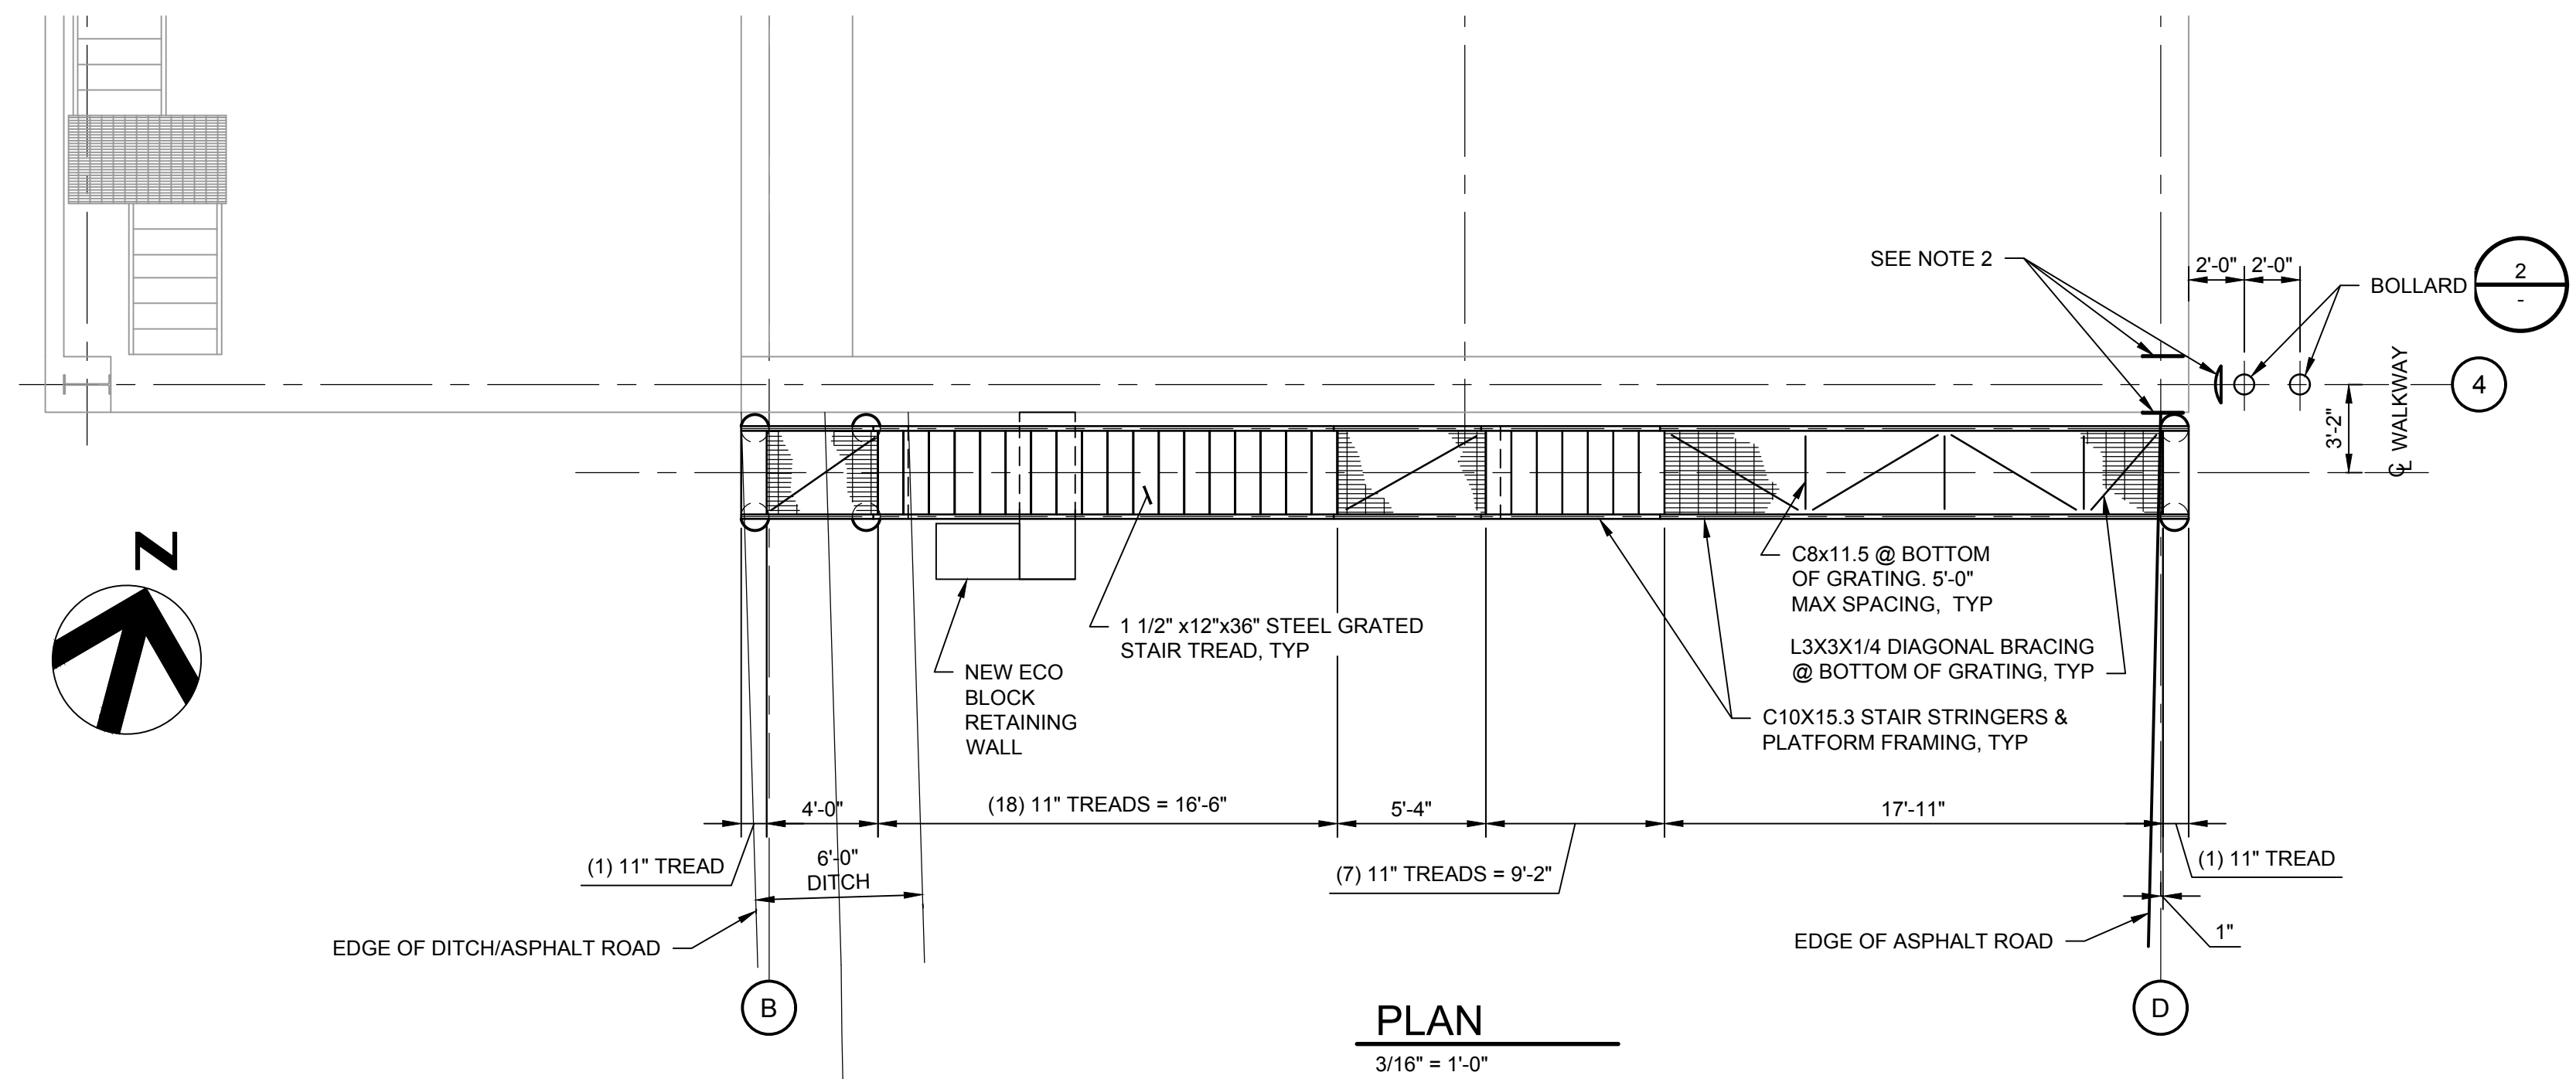 SEE NOTE 2
2'-0" 2'-0"
BOLLARD
2
-
4
3'-2"
℄ WALKWAY
N
C8x11.5 @ BOTTOM
OF GRATING. 5'-0"
MAX SPACING, TYP
1 1/2" x12"x36" STEEL GRATED
STAIR TREAD, TYP
L3X3X1/4 DIAGONAL BRACING
@ BOTTOM OF GRATING, TYP
NEW ECO
BLOCK
RETAINING
WALL
C10X15.3 STAIR STRINGERS &
PLATFORM FRAMING, TYP
4'-0"
(18) 11" TREADS = 16'-6"
5'-4"
17'-11"
(1) 11" TREAD
6'-0"
DITCH
(7) 11" TREADS = 9'-2"
(1) 11" TREAD
EDGE OF DITCH/ASPHALT ROAD
EDGE OF ASPHALT ROAD
1"
B
D
PLAN
3/16" = 1'-0"